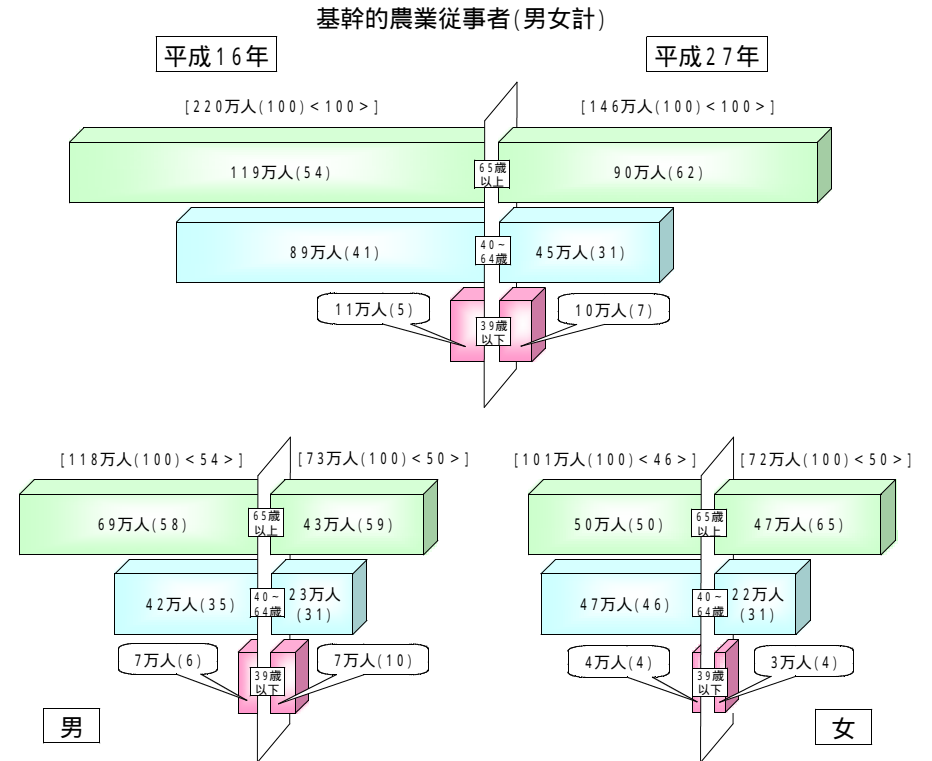 基幹的農業従事者(男女計)
平成16年
平成27年
[220万人(100)<100>]
[146万人(100)<100>]
119万人(54)
65歳
以上
90万人(62)
89万人(41)
40~
64歳
45万人(31)
11万人(5)
39歳
以下
10万人(7)
[118万人(100)<54>]
[73万人(100)<50>]
69万人(58)
65歳
以上
43万人(59)
42万人(35)
40~
64歳
23万人
(31)
7万人(6)
39歳
以下
7万人(10)
男
[101万人(100)<46>]
[72万人(100)<50>]
50万人(50)
65歳
以上
47万人(65)
47万人(46)
40~
64歳
22万人
(31)
4万人(4)
39歳
以下
3万人(4)
女